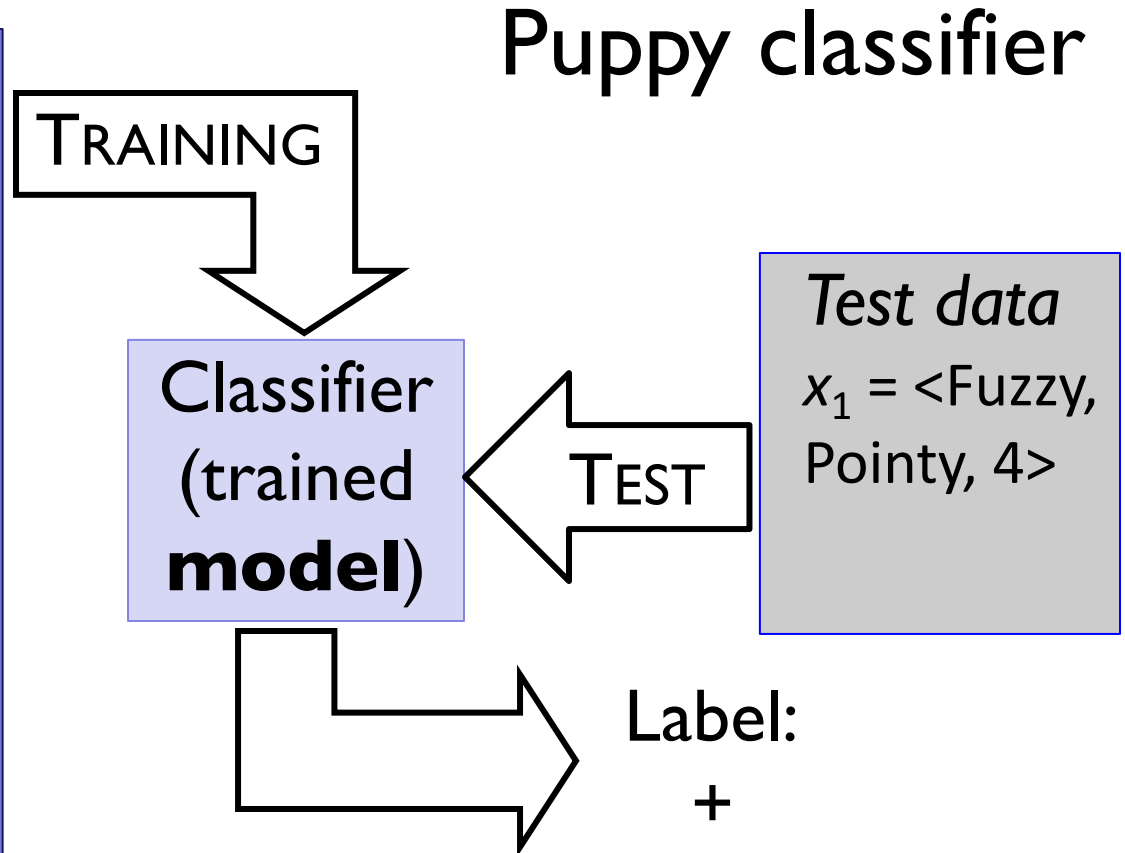 Puppy classifier
TRAINING
Classifier
(trained
model)
TEST
Test data
x₁ = <Fuzzy,
Pointy, 4>
Label:
+